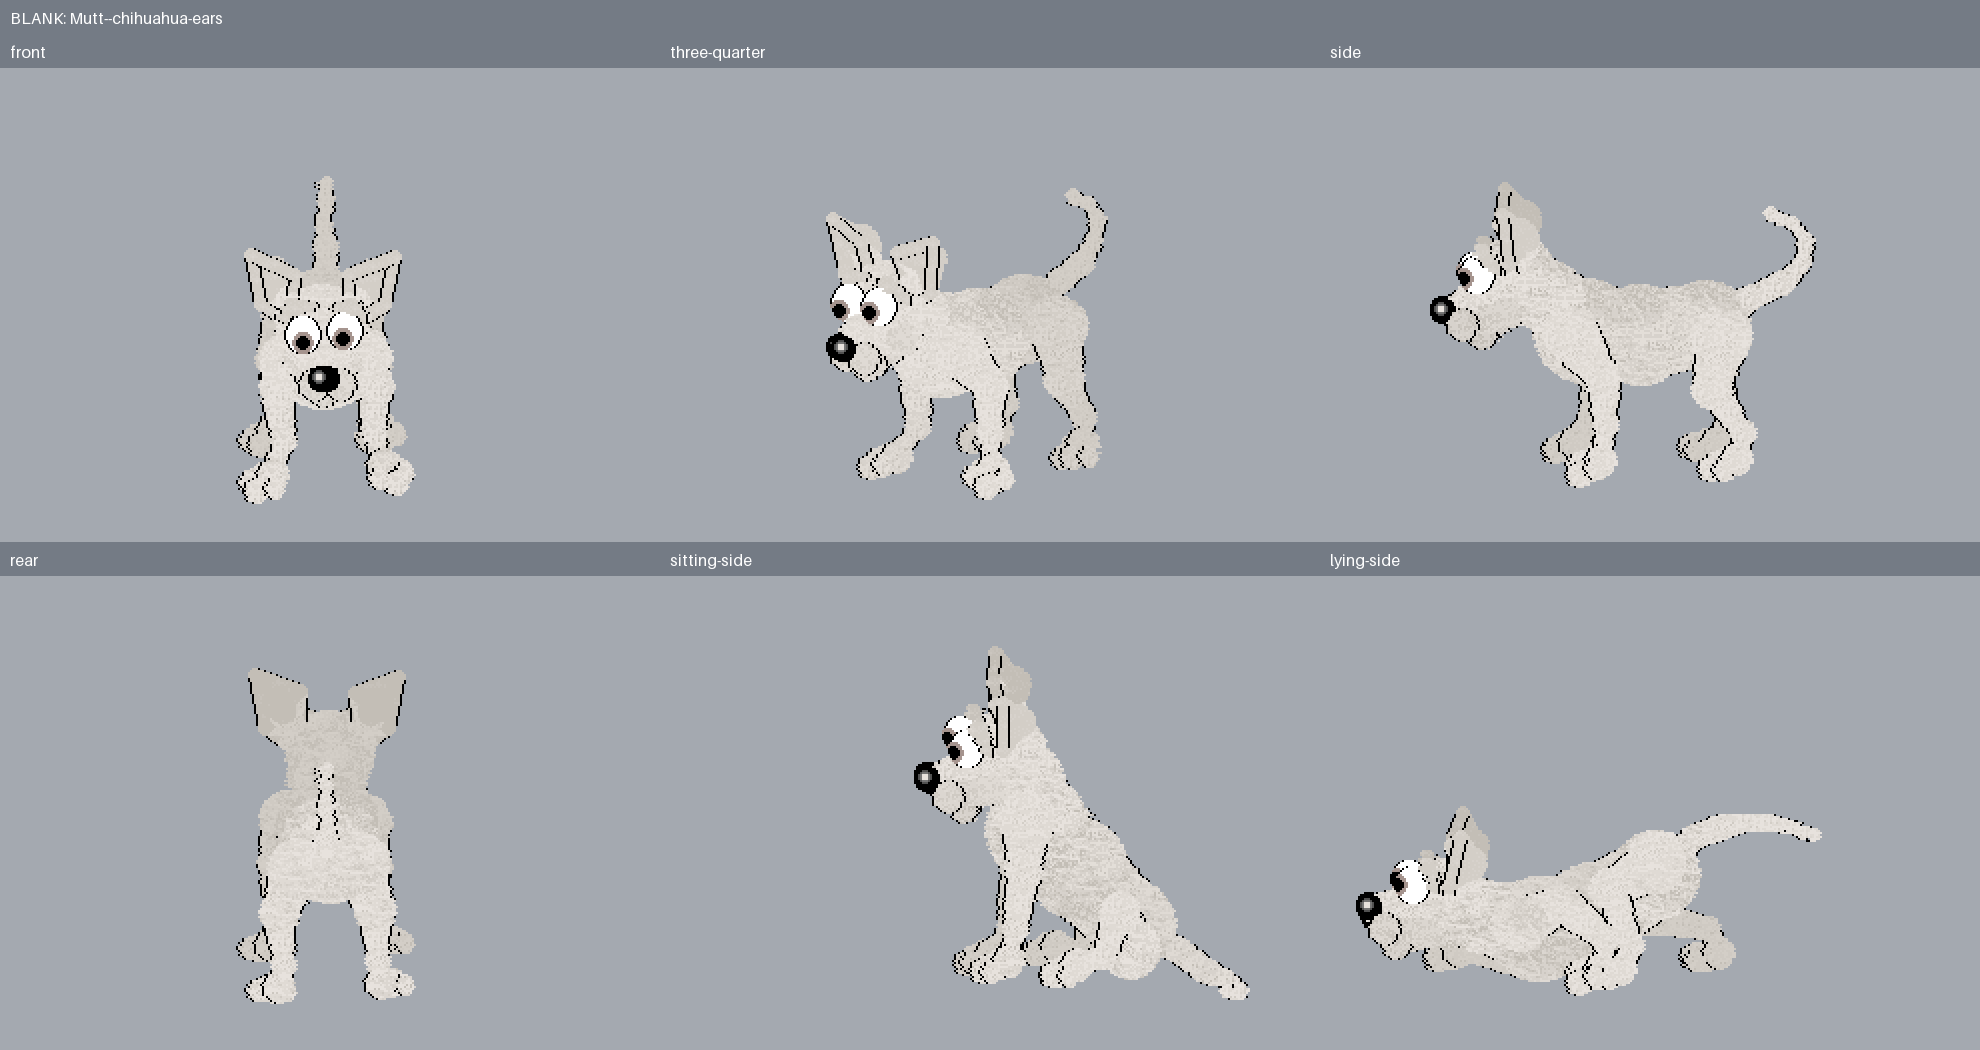 BLANK: Mutt--chihuahua-ears
front
three-quarter
side
rear
sitting-side
lying-side